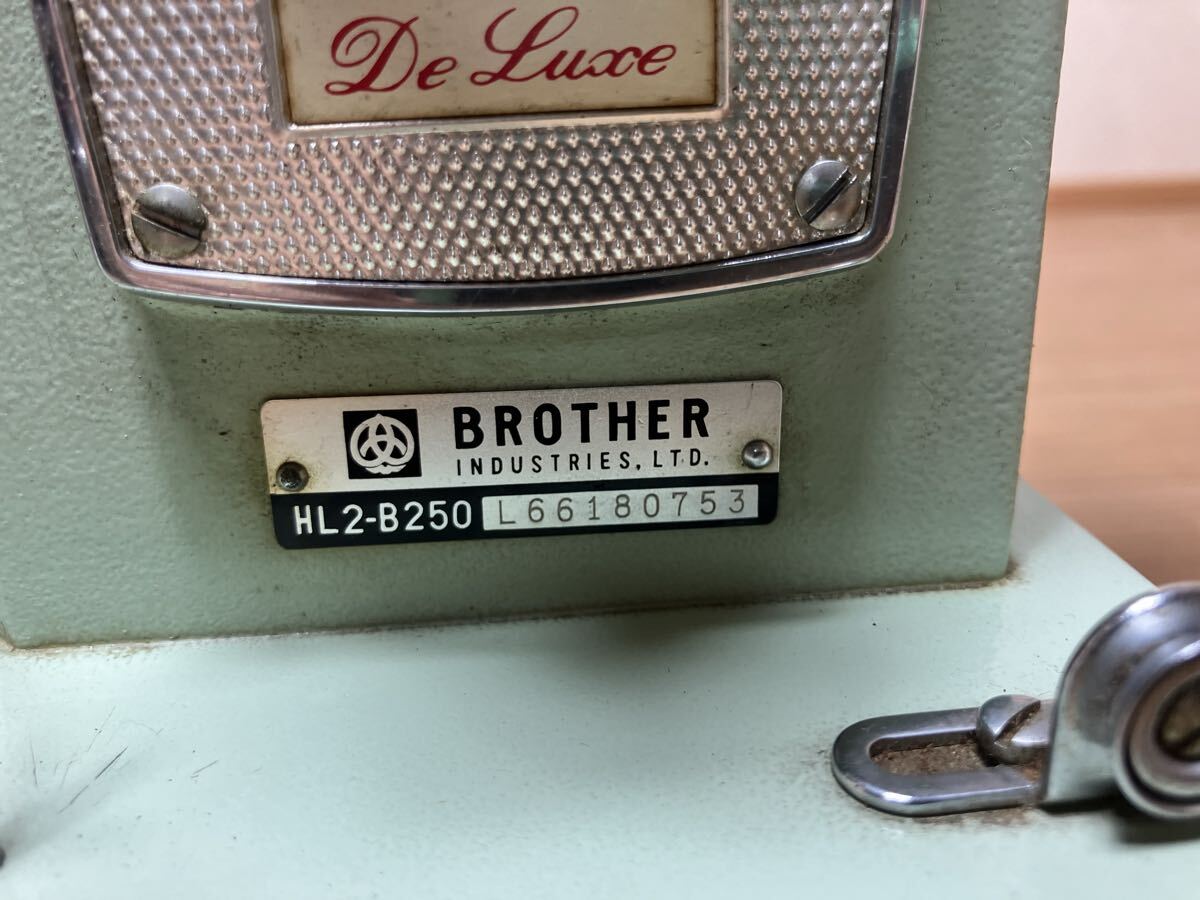 De Luxe
BROTHER
INDUSTRIES, LTD.
HL2-B250 L66180753